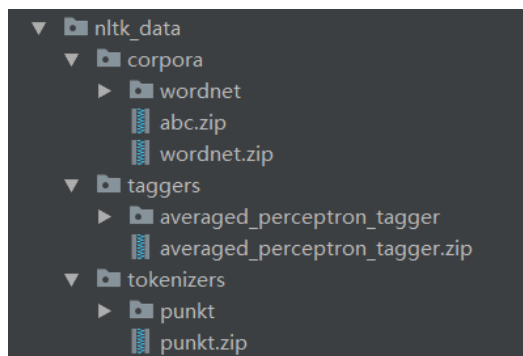 nltk_data
corpora
wordnet
abc.zip
wordnet.zip
taggers
averaged_perceptron_tagger
averaged_perceptron_tagger.zip
tokenizers
punkt
punkt.zip